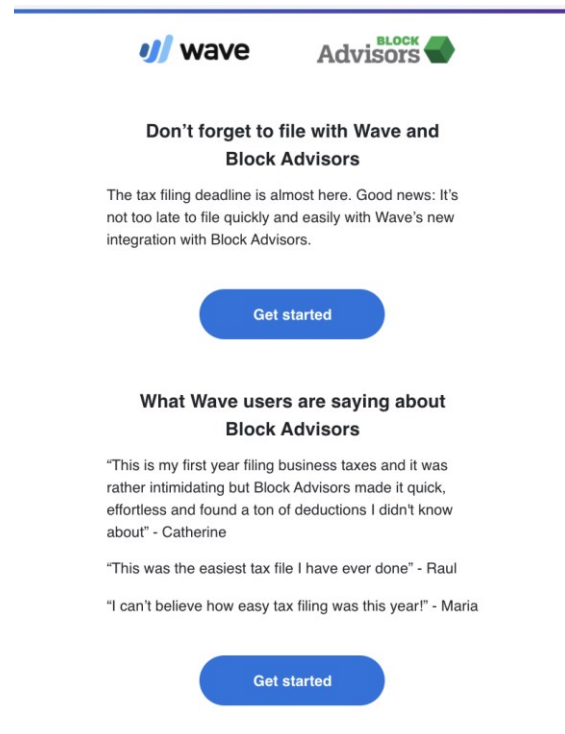 wave
BLOCK
Advisors
Don’t forget to file with Wave and
Block Advisors
The tax filing deadline is almost here. Good news: It’s
not too late to file quickly and easily with Wave’s new
integration with Block Advisors.
Get started
What Wave users are saying about
Block Advisors
“This is my first year filing business taxes and it was
rather intimidating but Block Advisors made it quick,
effortless and found a ton of deductions I didn't know
about” - Catherine
“This was the easiest tax file I have ever done” - Raul
“I can’t believe how easy tax filing was this year!” - Maria
Get started